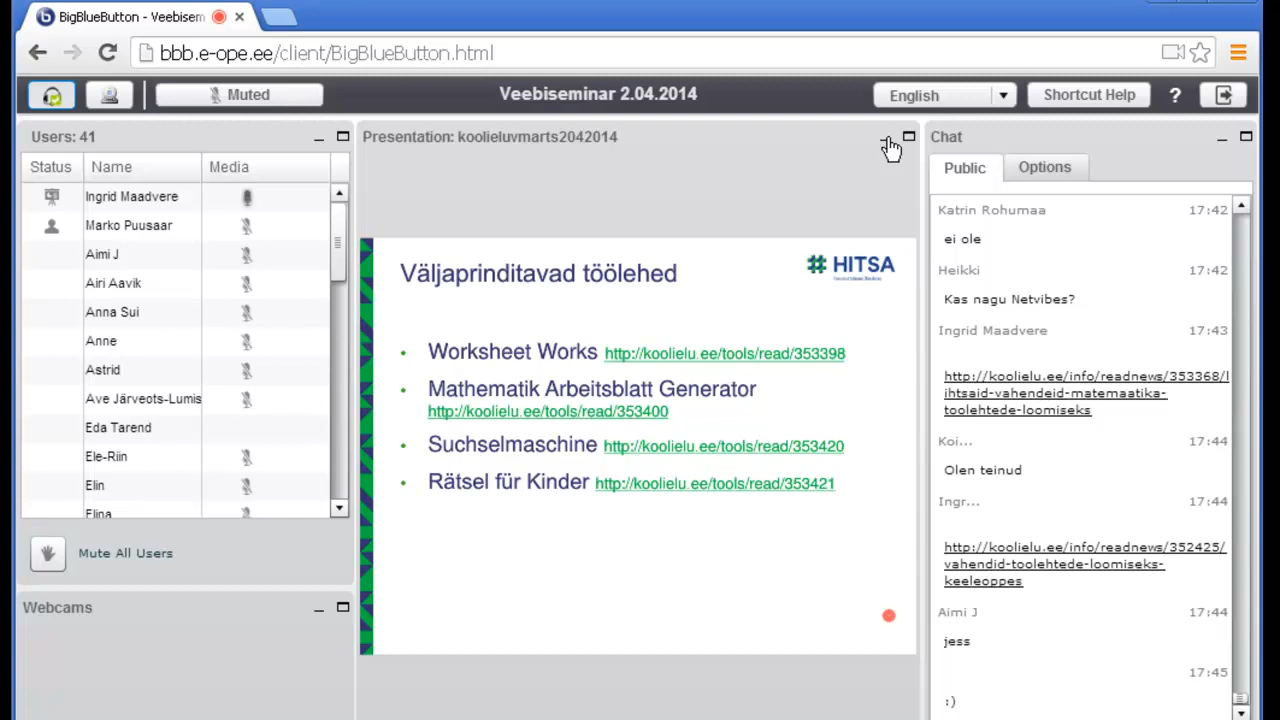 BigBlueButton - Veebisem
bbb.e-ope.ee/client/BigBlueButton.html
Muted
Veebiseminar 2.04.2014
English
Shortcut Help
?
Users: 41
Status Name Media
Ingrid Maadvere
Marko Puusaar
Aimi J
Airi Aavik
Anna Sui
Anne
Astrid
Ave Järveots-Lumis
Eda Tarend
Ele-Riin
Elin
Elina
Mute All Users
Webcams
Presentation: koolieluvmarts2042014
Väljaprinditavad töölehed
HITSA
• Worksheet Works http://koolielu.ee/tools/read/353398
• Mathematik Arbeitsblatt Generator
http://koolielu.ee/tools/read/353400
• Suchselmaschine http://koolielu.ee/tools/read/353420
• Rätsel für Kinder http://koolielu.ee/tools/read/353421
Chat
Public Options
Katrin Rohumaa 17:42
ei ole
Heikki 17:42
Kas nagu Netvibes?
Ingrid Maadvere 17:43
http://koolielu.ee/info/readnews/353368/l
ihtsaid-vahendeid-matemaatika-
toolehtede-loomiseks
Koi... 17:44
Olen teinud
Ingr... 17:44
http://koolielu.ee/info/readnews/352425/
vahendid-toolehtede-loomiseks-
keeleoppes
Aimi J 17:44
jess
17:45
:)